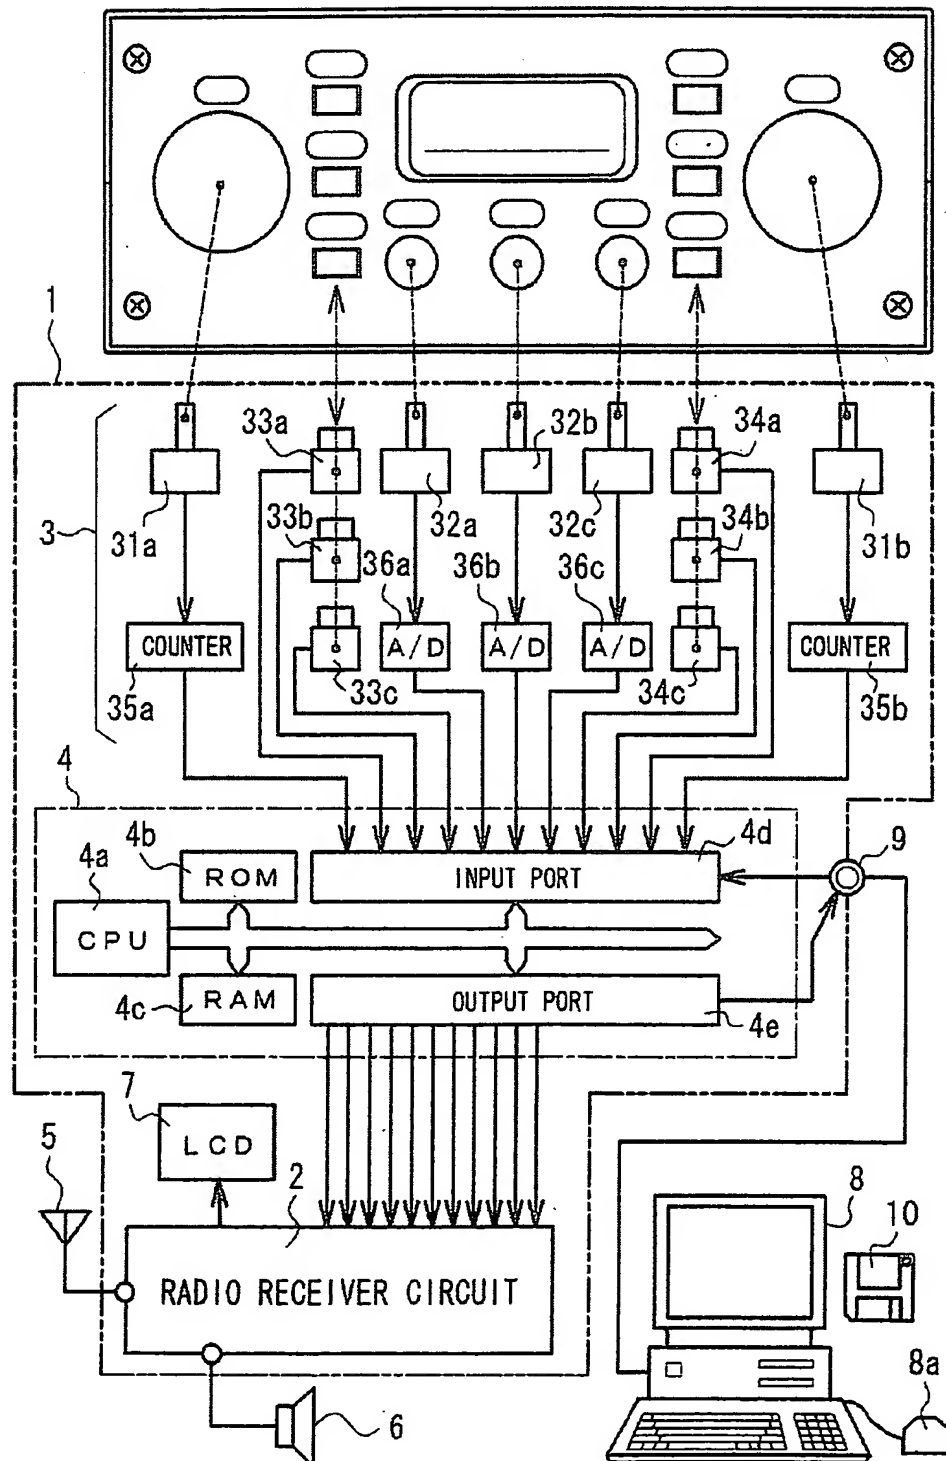 1
33a
32b
34a
3
31a
33b
32a
32c
34b
31b
36a
36b
36c
COUNTER
A/D
A/D
A/D
COUNTER
35a
33c
34c
35b
4
4b
4d
9
4a
ROM
INPUT PORT
CPU
4c
RAM
OUTPUT PORT
4e
7
LCD
5
2
8
10
RADIO RECEIVER CIRCUIT
8a
6